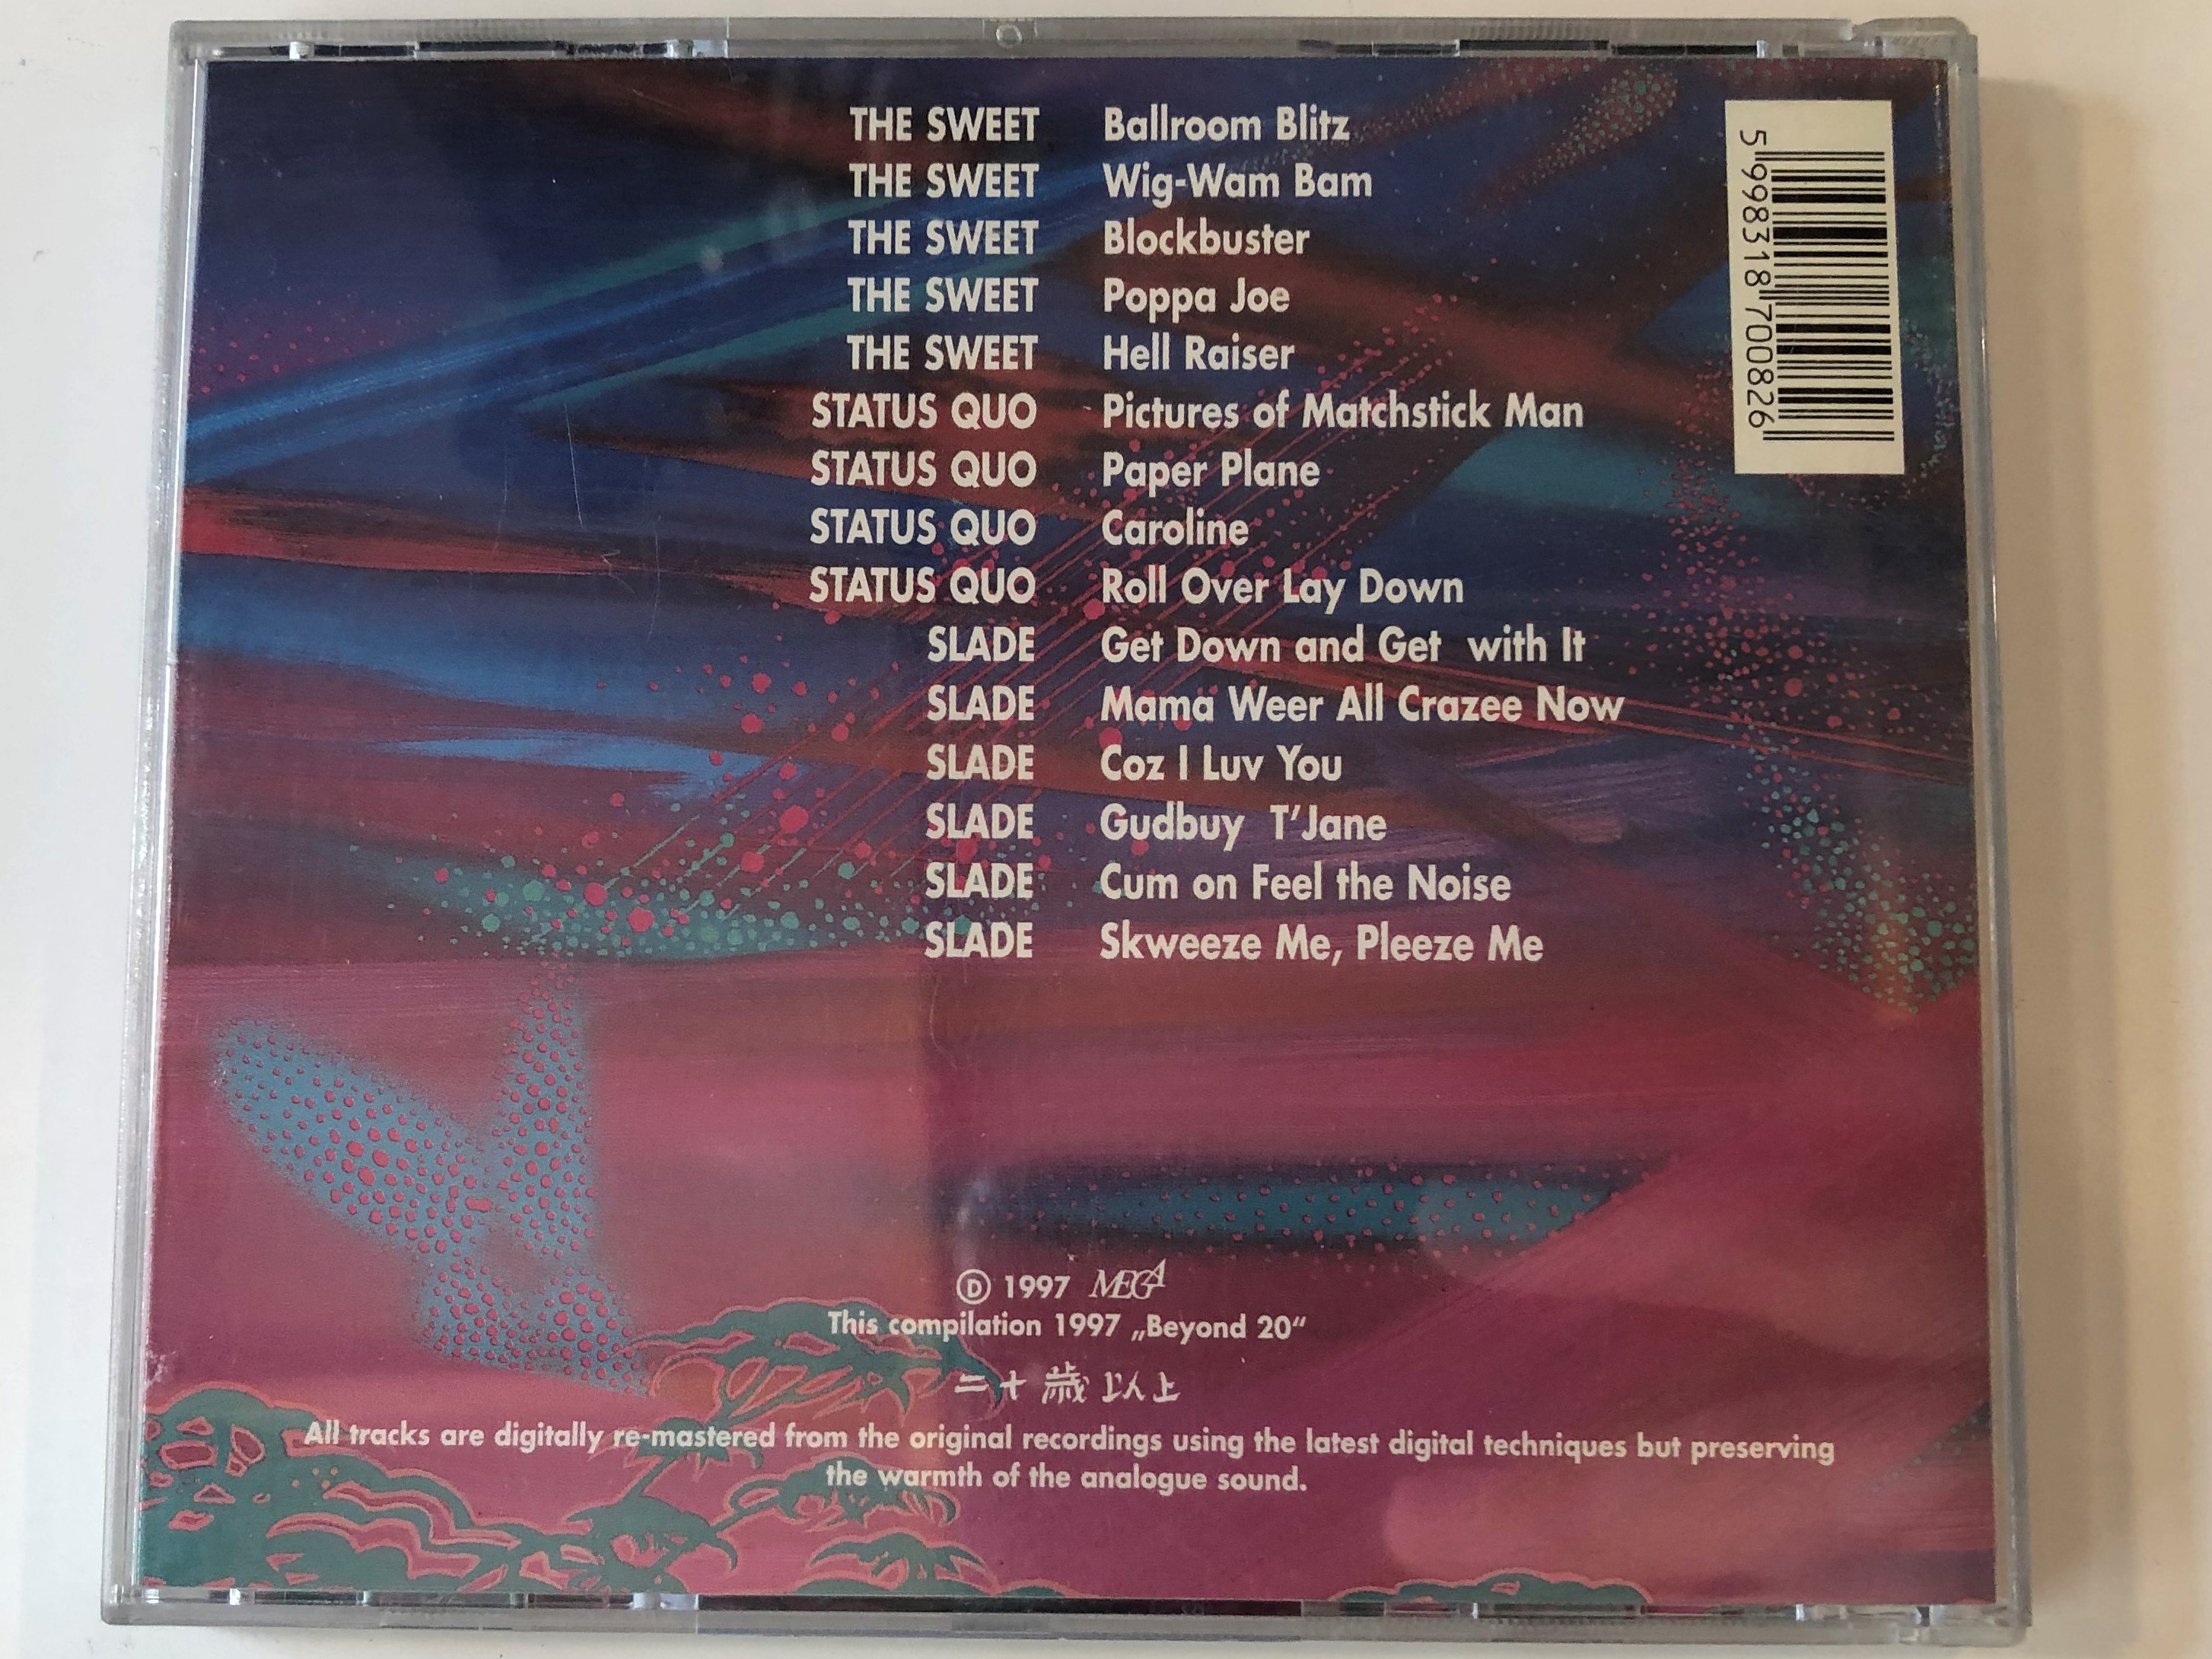 THE SWEET Ballroom Blitz
THE SWEET Wig-Wam Bam
THE SWEET Blockbuster
THE SWEET Poppa Joe
THE SWEET Hell Raiser
STATUS QUO Pictures of Matchstick Man
STATUS QUO Paper Plane
STATUS QUO Caroline
STATUS QUO Roll Over Lay Down
SLADE Get Down and Get with It
SLADE Mama Weer All Crazee Now
SLADE Coz I Luv You
SLADE Gudbuy T'Jane
SLADE Cum on Feel the Noise
SLADE Skweeze Me, Pleeze Me
5 998318 700826
Ⓓ 1997 MEGA
This compilation 1997 „Beyond 20“
二十歳以上
All tracks are digitally re-mastered from the original recordings using the latest digital techniques but preserving
the warmth of the analogue sound.